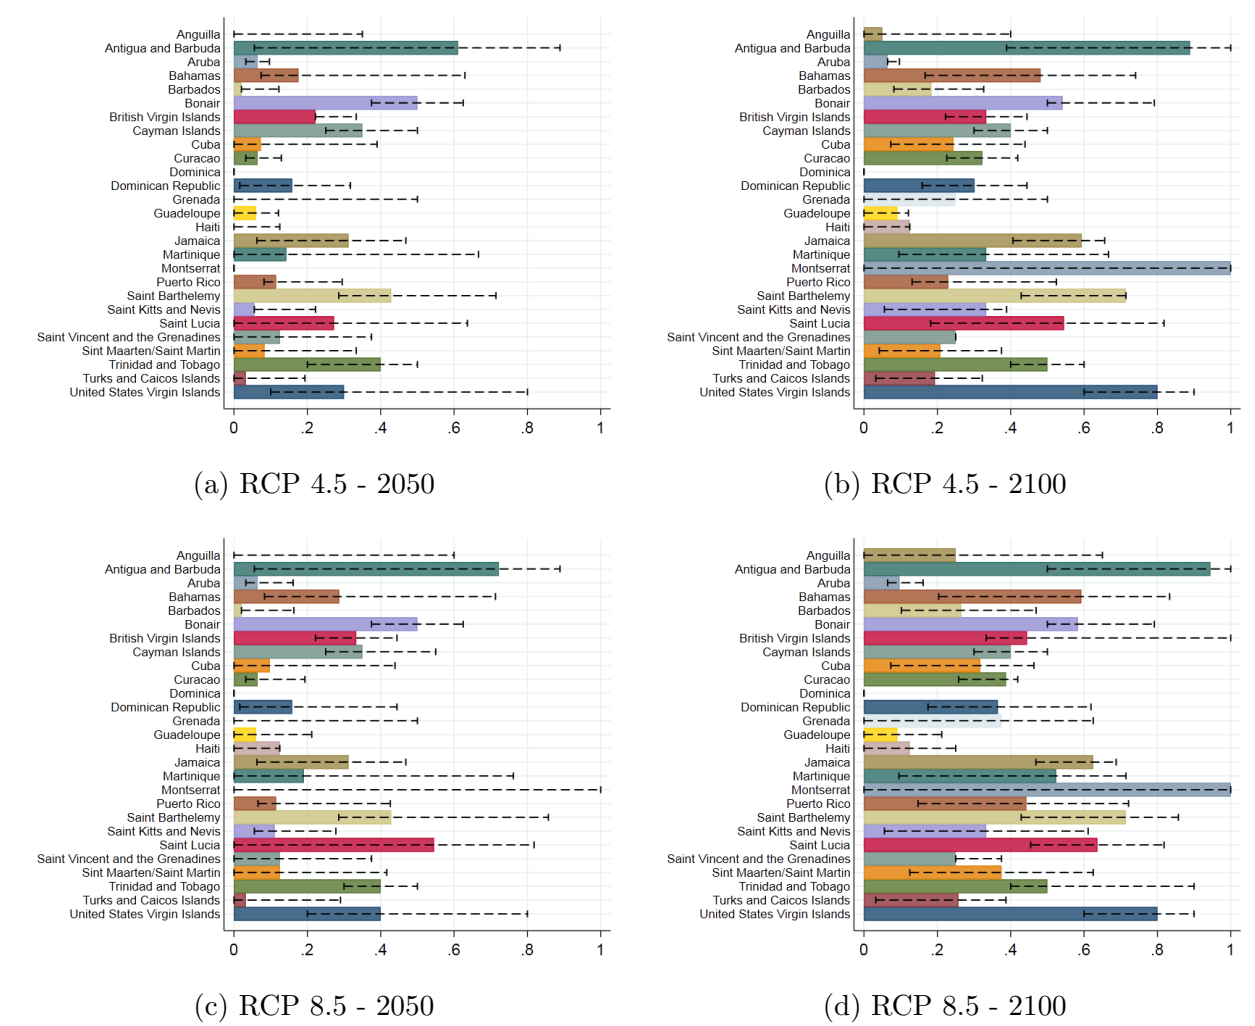 Anguilla
Antigua and Barbuda
Aruba
Bahamas
Barbados
Bonair
British Virgin Islands
Cayman Islands
Cuba
Curacao
Dominica
Dominican Republic
Grenada
Guadeloupe
Haiti
Jamaica
Martinique
Montserrat
Puerto Rico
Saint Barthelemy
Saint Kitts and Nevis
Saint Lucia
Saint Vincent and the Grenadines
Sint Maarten/Saint Martin
Trinidad and Tobago
Turks and Caicos Islands
United States Virgin Islands
0 .2 .4 .6 .8 1
(a) RCP 4.5 - 2050
Anguilla
Antigua and Barbuda
Aruba
Bahamas
Barbados
Bonair
British Virgin Islands
Cayman Islands
Cuba
Curacao
Dominica
Dominican Republic
Grenada
Guadeloupe
Haiti
Jamaica
Martinique
Montserrat
Puerto Rico
Saint Barthelemy
Saint Kitts and Nevis
Saint Lucia
Saint Vincent and the Grenadines
Sint Maarten/Saint Martin
Trinidad and Tobago
Turks and Caicos Islands
United States Virgin Islands
0 .2 .4 .6 .8 1
(b) RCP 4.5 - 2100
Anguilla
Antigua and Barbuda
Aruba
Bahamas
Barbados
Bonair
British Virgin Islands
Cayman Islands
Cuba
Curacao
Dominica
Dominican Republic
Grenada
Guadeloupe
Haiti
Jamaica
Martinique
Montserrat
Puerto Rico
Saint Barthelemy
Saint Kitts and Nevis
Saint Lucia
Saint Vincent and the Grenadines
Sint Maarten/Saint Martin
Trinidad and Tobago
Turks and Caicos Islands
United States Virgin Islands
0 .2 .4 .6 .8 1
(c) RCP 8.5 - 2050
Anguilla
Antigua and Barbuda
Aruba
Bahamas
Barbados
Bonair
British Virgin Islands
Cayman Islands
Cuba
Curacao
Dominica
Dominican Republic
Grenada
Guadeloupe
Haiti
Jamaica
Martinique
Montserrat
Puerto Rico
Saint Barthelemy
Saint Kitts and Nevis
Saint Lucia
Saint Vincent and the Grenadines
Sint Maarten/Saint Martin
Trinidad and Tobago
Turks and Caicos Islands
United States Virgin Islands
0 .2 .4 .6 .8 1
(d) RCP 8.5 - 2100